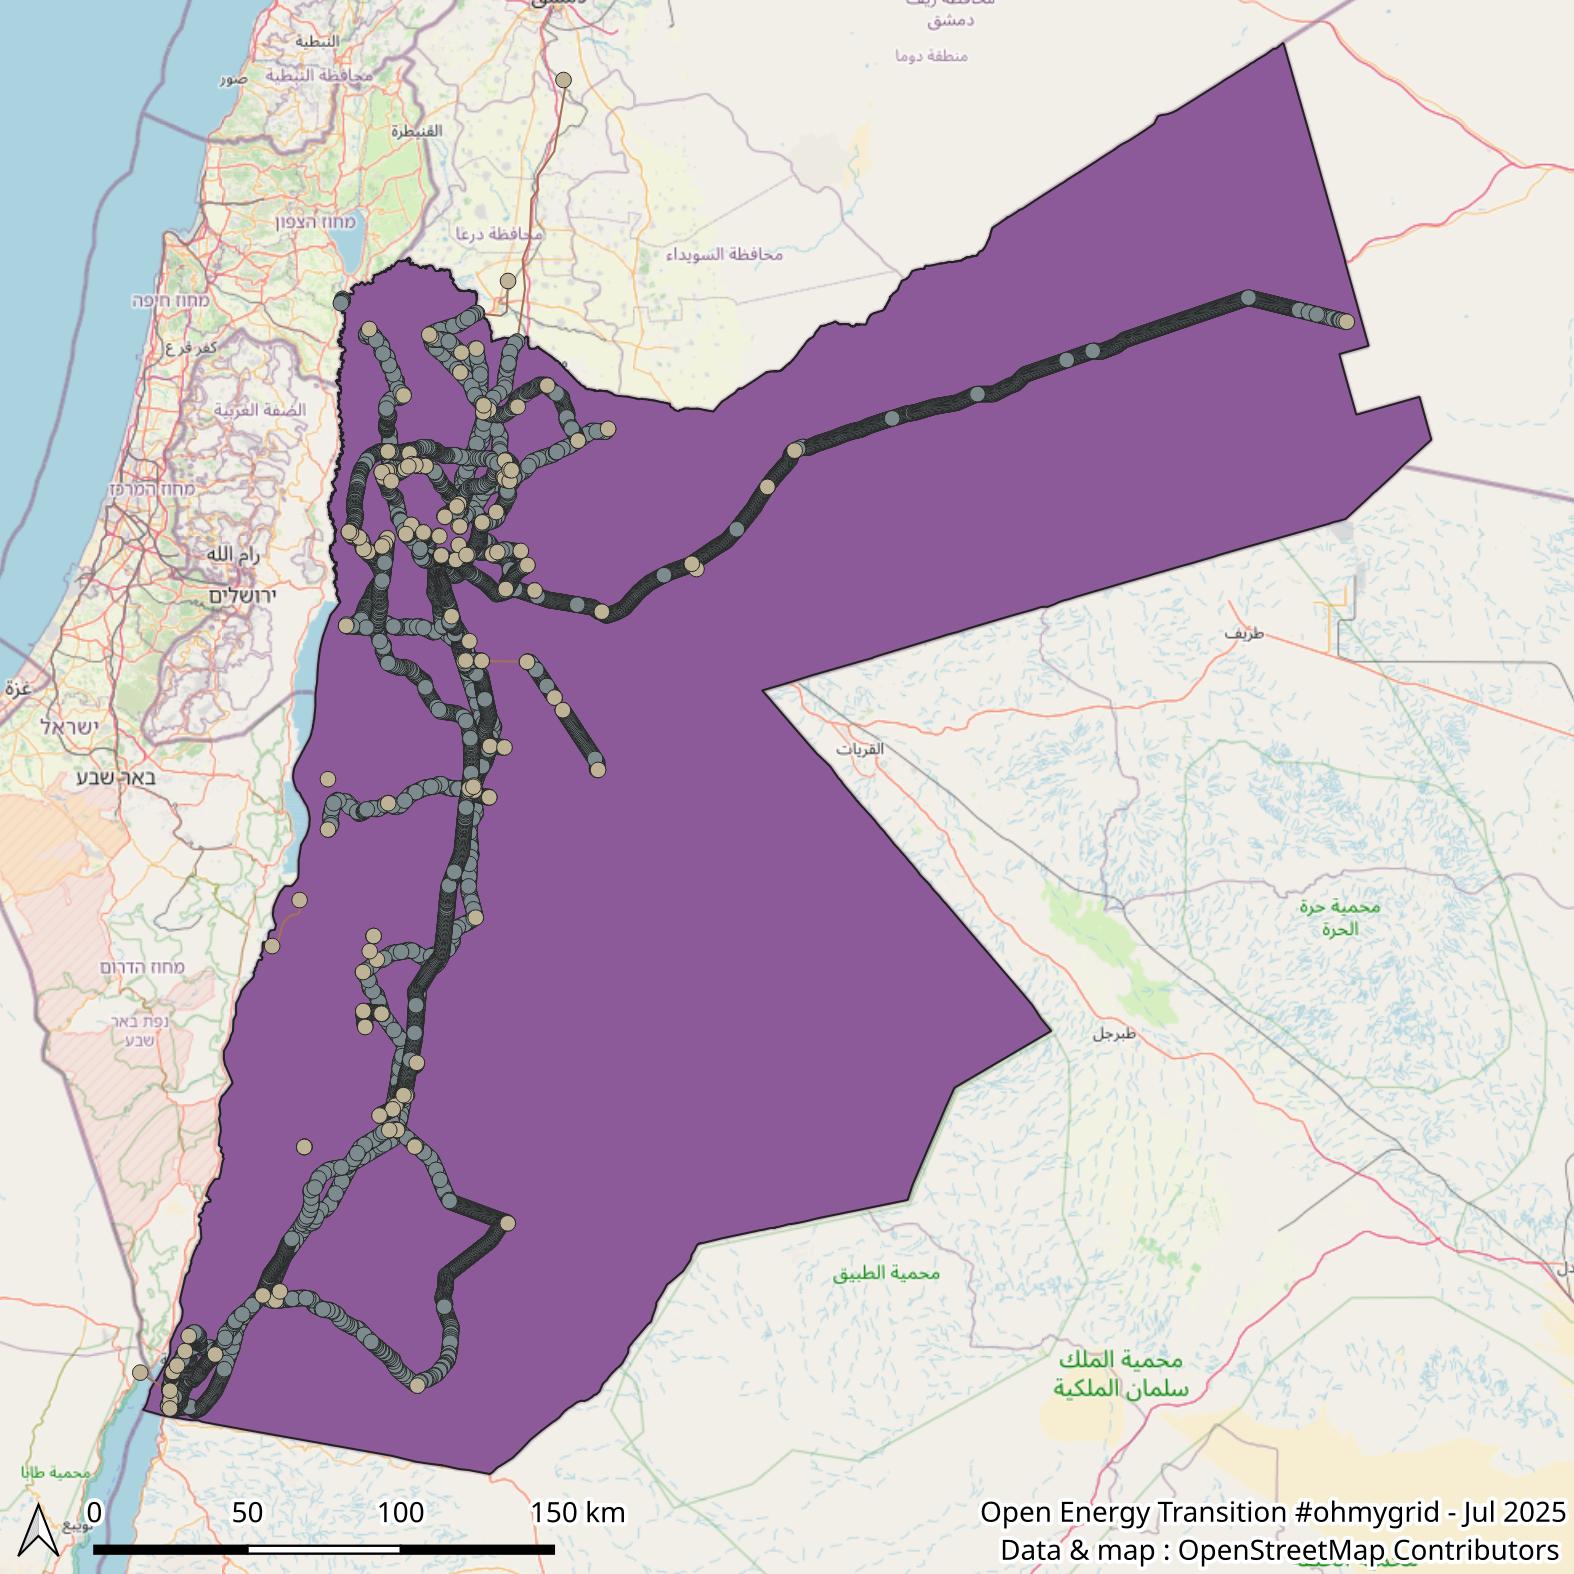 دمشق
محافظة ريف
دمشق
منطقة دوما
النبطية
محافظة النبطية
صور
القنيطرة
מחוז הצפון
محافظة درعا
محافظة السويداء
מחוז חיפה
כפר קרע
الضفة الغربية
מחוז המרכז
رام الله
ירושלים
غزة
ישראל
באר שבע
طريف
القريات
محمية حرة
الحرة
מחוז הדרום
נפת באר
שבע
طبرجل
محمية الطبيق
محمية الملك
سلمان الملكية
محمية طابا
نويبع
0 50 100 150 km
Open Energy Transition #ohmygrid - Jul 2025
Data & map : OpenStreetMap Contributors